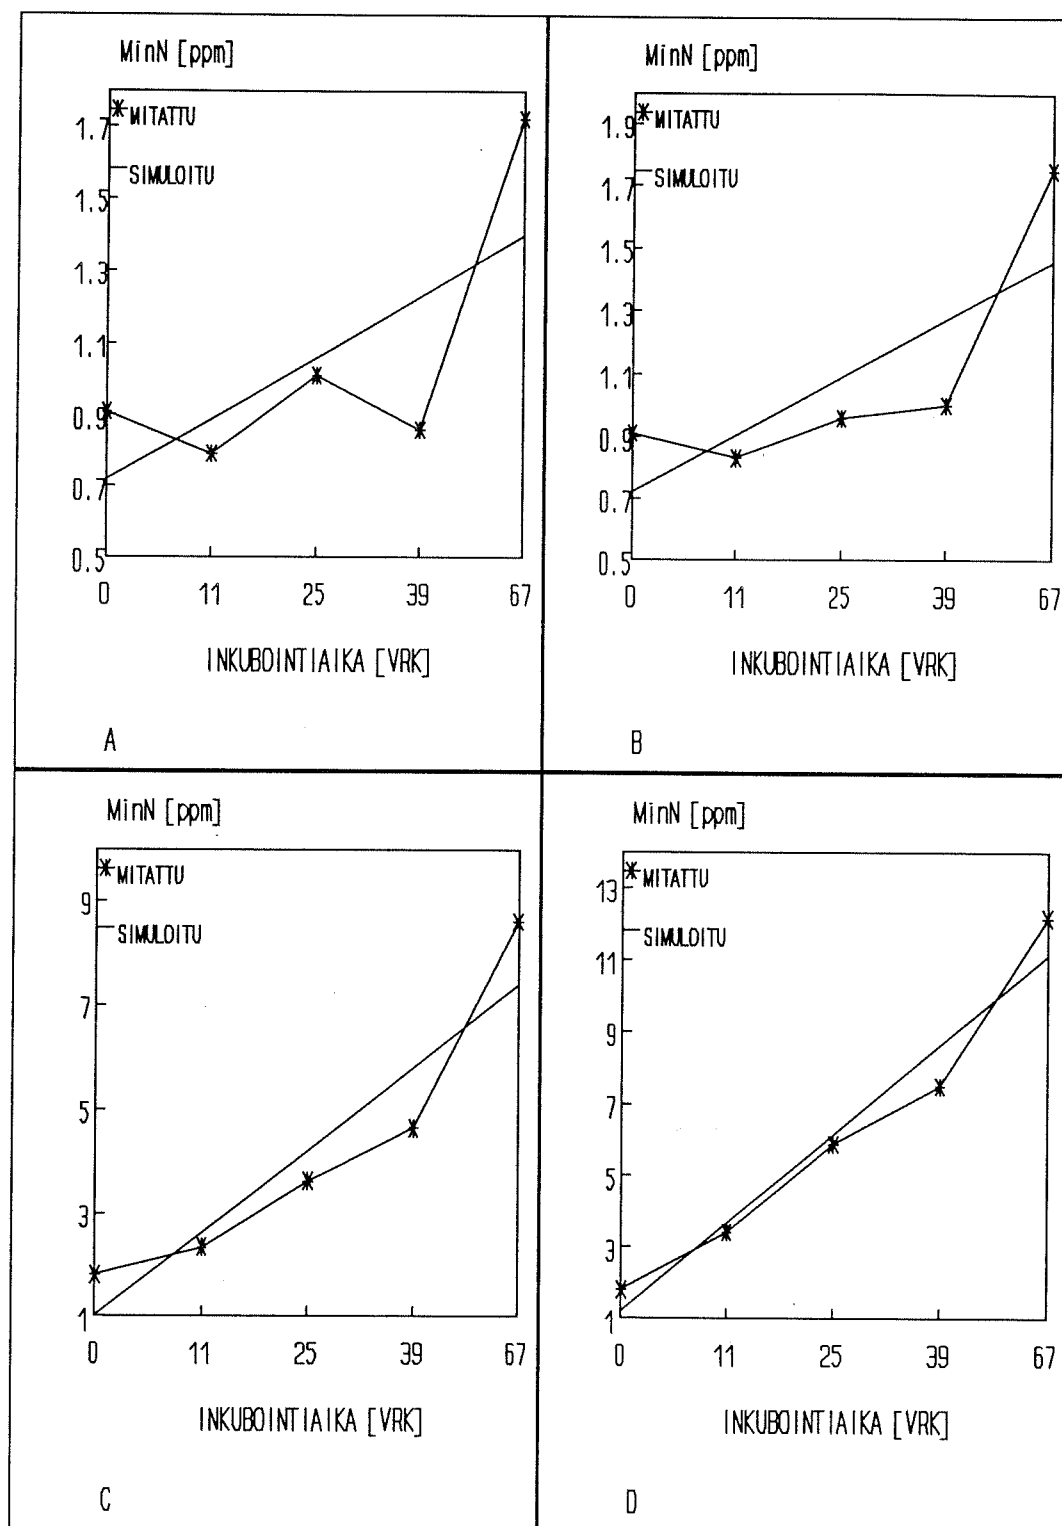 MinN [ppm]
MITATTU
SIMULOITU
1.7
1.5
1.3
1.1
0.9
0.7
0.5
0 11 25 39 67
INKUBOINTIAIKA [VRK]
A
MinN [ppm]
MITATTU
SIMULOITU
1.9
1.7
1.5
1.3
1.1
0.9
0.7
0.5
0 11 25 39 67
INKUBOINTIAIKA [VRK]
B
MinN [ppm]
MITATTU
SIMULOITU
9
7
5
3
1
0 11 25 39 67
INKUBOINTIAIKA [VRK]
C
MinN [ppm]
MITATTU
SIMULOITU
13
11
9
7
5
3
1
0 11 25 39 67
INKUBOINTIAIKA [VRK]
D